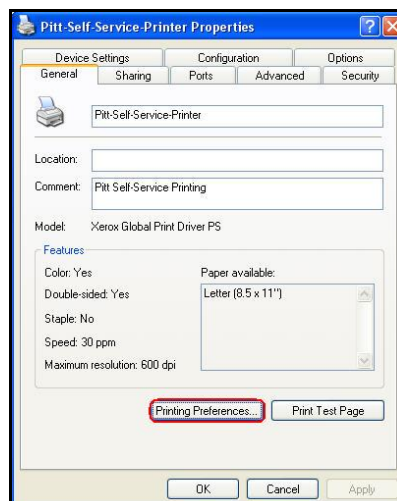 Pitt-Self-Service-Printer Properties
Device Settings Configuration Options
General Sharing Ports Advanced Security
Pitt-Self-Service-Printer
Location:
Comment: Pitt Self-Service Printing
Model: Xerox Global Print Driver PS
Features
Color: Yes Paper available:
Double-sided: Yes Letter (8.5 x 11")
Staple: No
Speed: 30 ppm
Maximum resolution: 600 dpi
Printing Preferences... Print Test Page
OK Cancel Apply